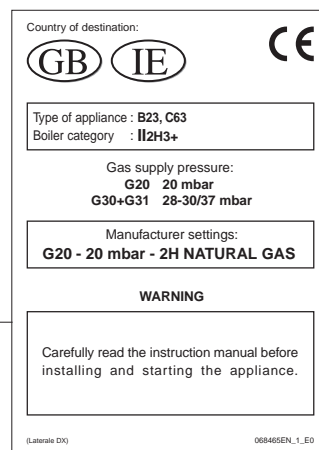 Country of destination:
GB IE CE
Type of appliance : B23, C63
Boiler category : II2H3+
Gas supply pressure:
G20 20 mbar
G30+G31 28-30/37 mbar
Manufacturer settings:
G20 - 20 mbar - 2H NATURAL GAS
WARNING
Carefully read the instruction manual before
installing and starting the appliance.
(Laterale DX) 068465EN_1_E0